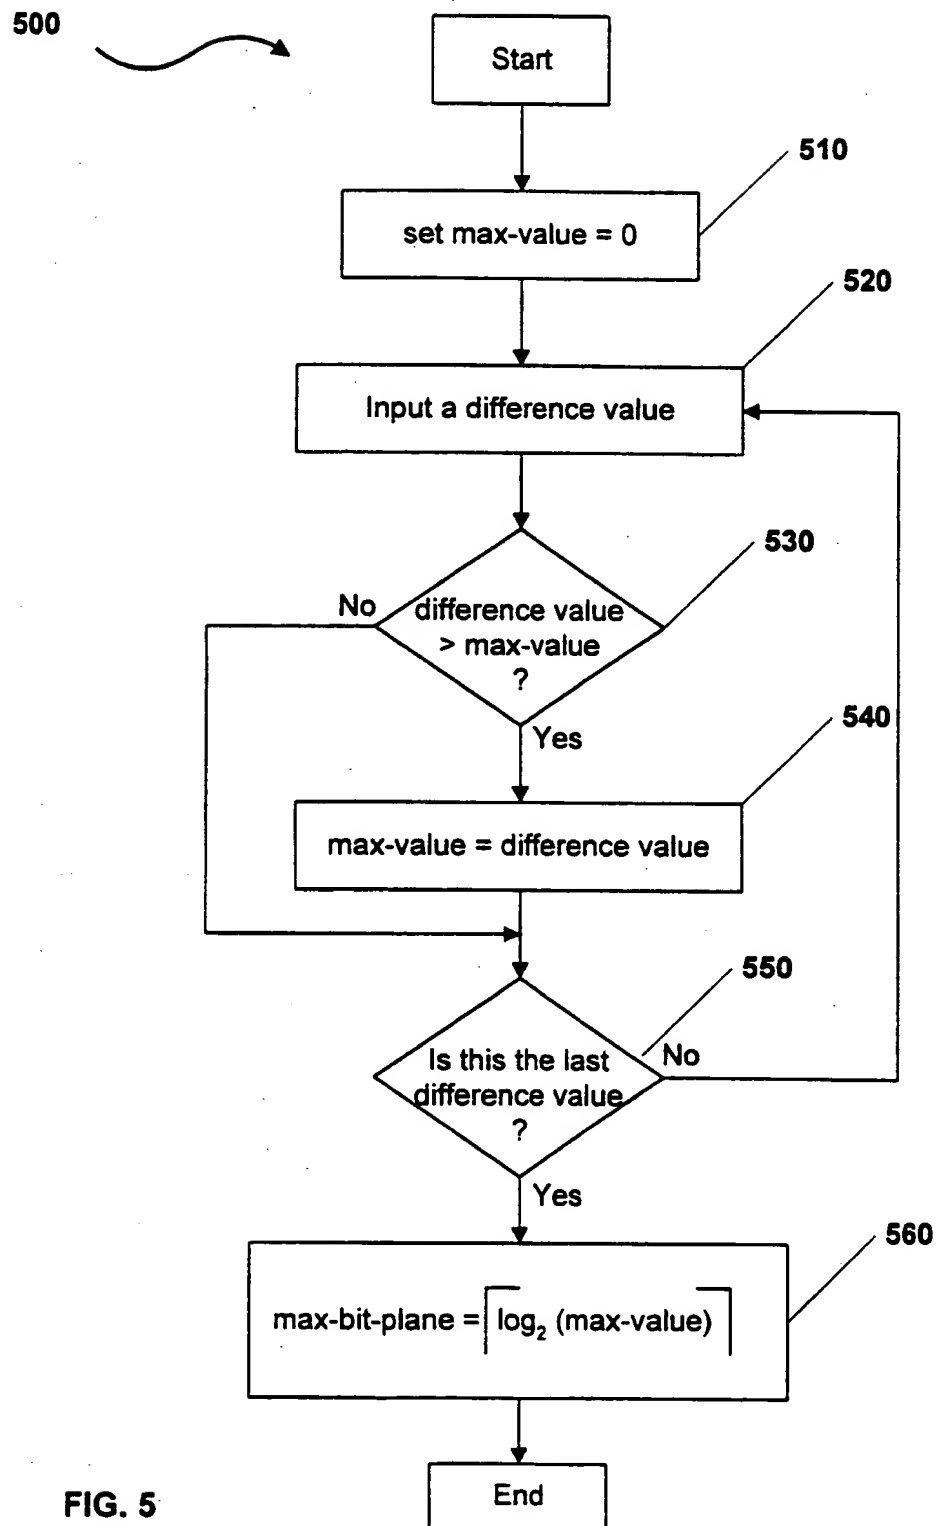 500
Start
510
set max-value = 0
520
Input a difference value
530
No
difference value
> max-value
?
Yes
540
max-value = difference value
550
Is this the last
difference value
?
No
Yes
560
max-bit-plane = ⌈log₂ (max-value)⌉
End
FIG. 5